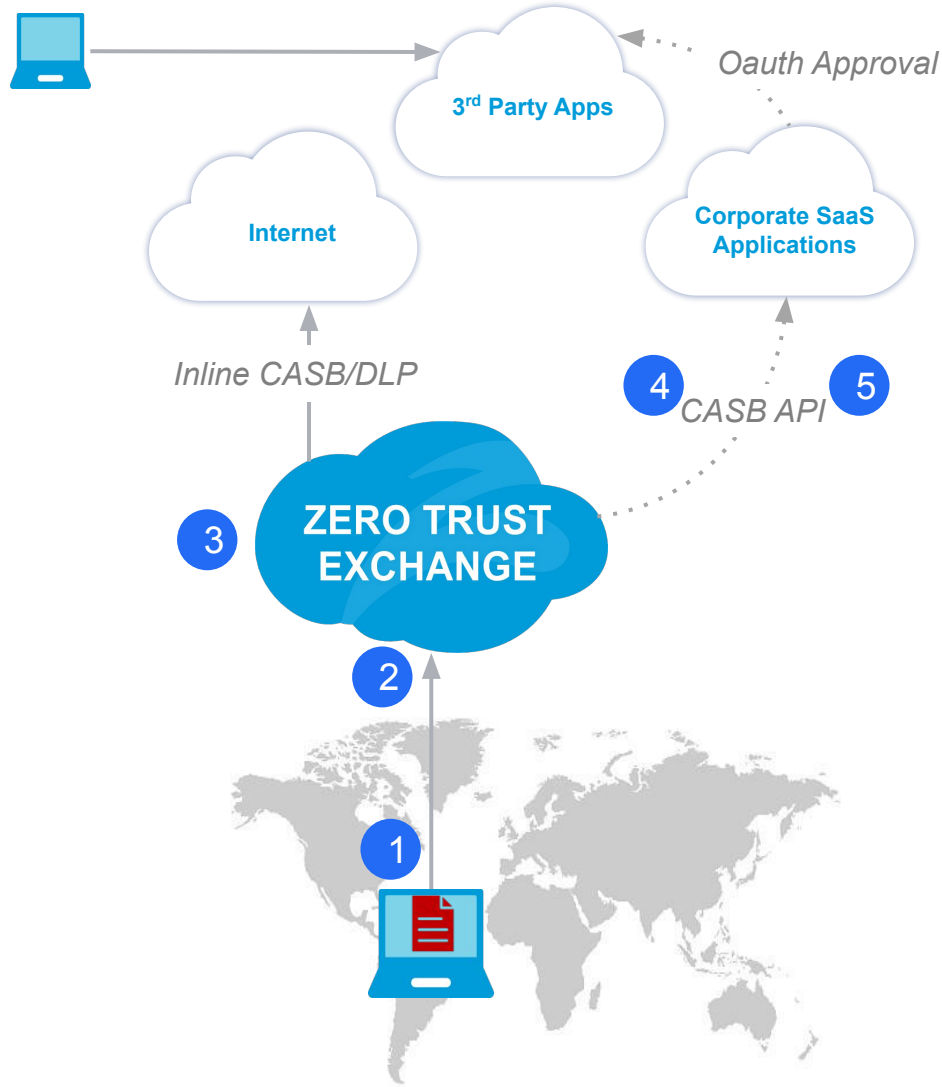 Oauth Approval
3rd Party Apps
Internet
Corporate SaaS
Applications
Inline CASB/DLP
4
5
CASB API
3
ZERO TRUST
EXCHANGE
2
1